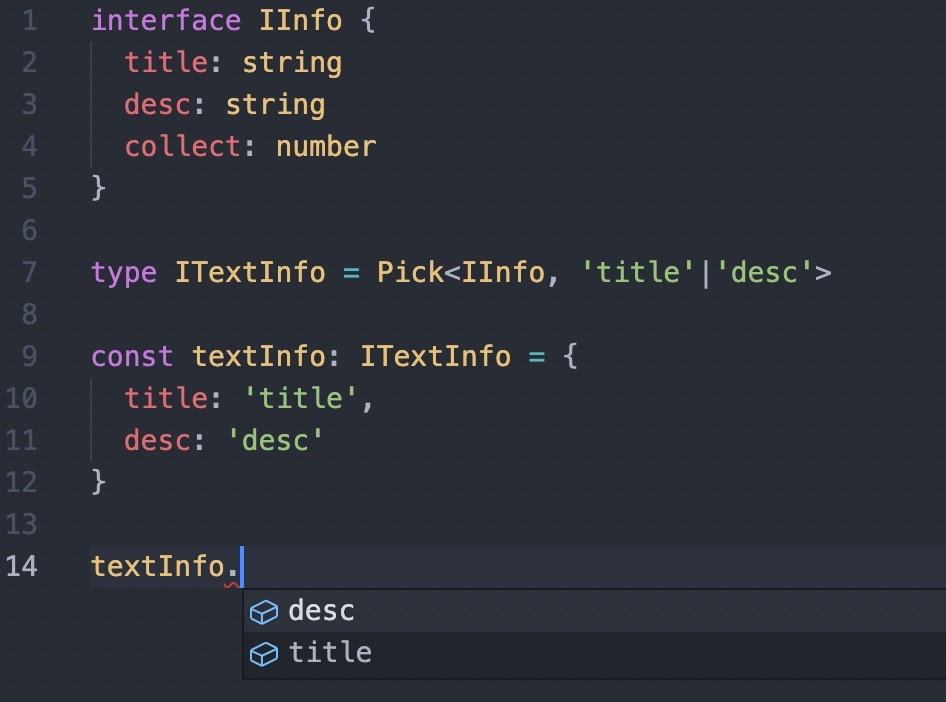 1 interface IInfo {
2 title: string
3 desc: string
4 collect: number
5 }
6
7 type ITextInfo = Pick<IInfo, 'title'|'desc'>
8
9 const textInfo: ITextInfo = {
10 title: 'title',
11 desc: 'desc'
12 }
13
14 textInfo.
desc
title